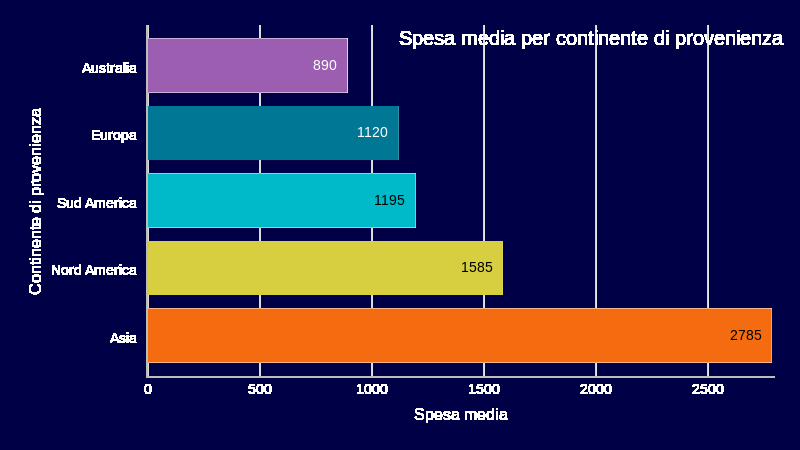 Spesa media per continente di provenienza
Continente di provenienza
Australia
890
Europa
1120
Sud America
1195
Nord America
1585
Asia
2785
0 500 1000 1500 2000 2500
Spesa media